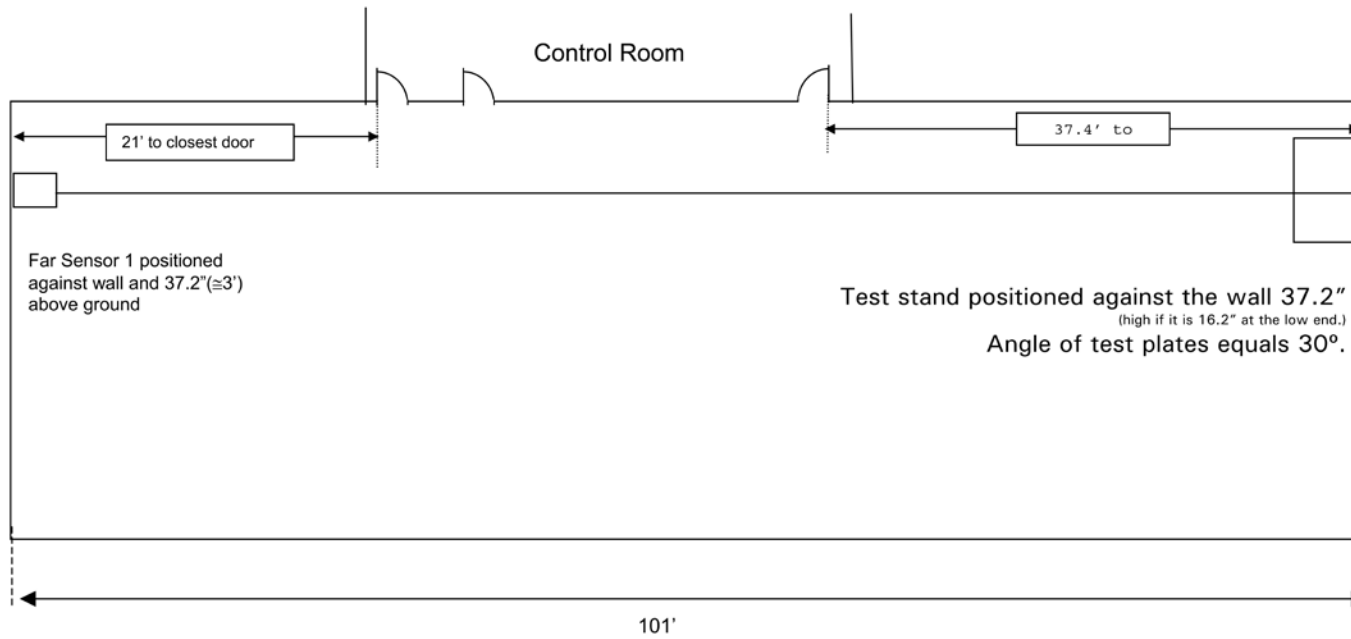 Control Room
21' to closest door
37.4' to
Far Sensor 1 positioned
against wall and 37.2"(≅3')
above ground
Test stand positioned against the wall 37.2"
(high if it is 16.2" at the low end.)
Angle of test plates equals 30º.
101'